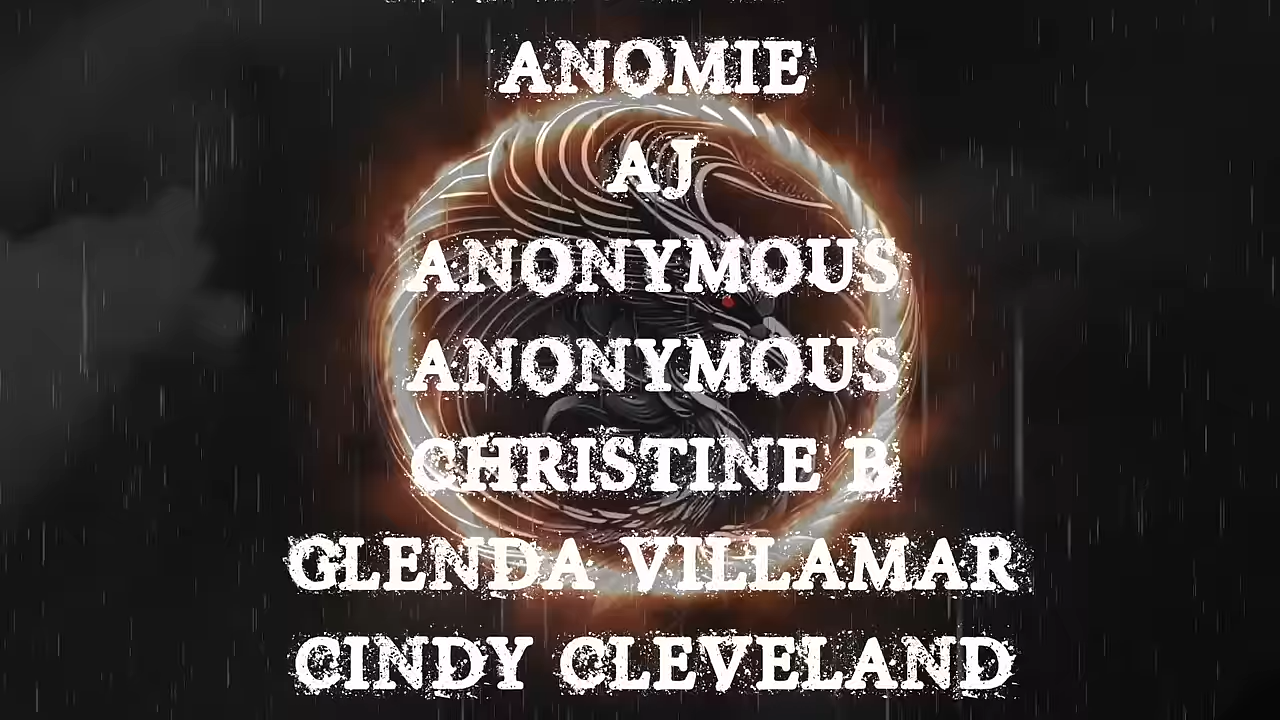 ANOMIE
AJ
ANONYMOUS
ANONYMOUS
CHRISTINE B
GLENDA VILLAMAR
CINDY CLEVELAND